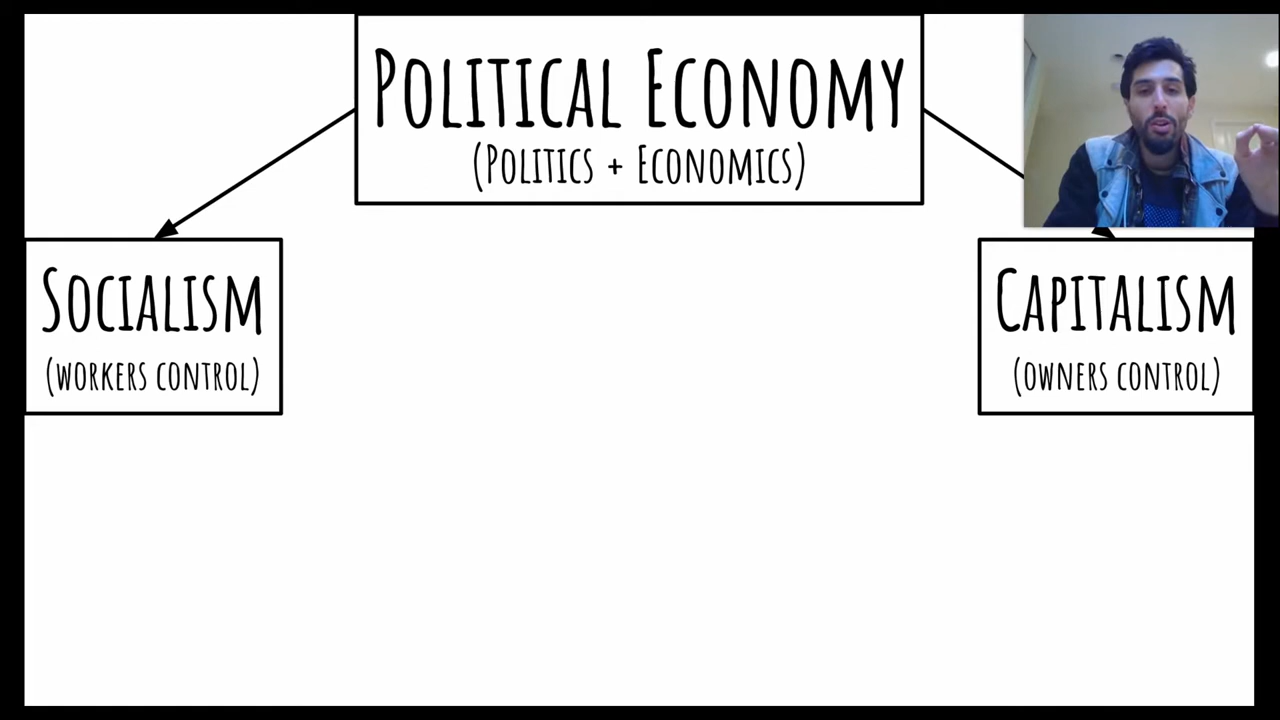 POLITICAL ECONOMY
(POLITICS + ECONOMICS)
SOCIALISM
(WORKERS CONTROL)
CAPITALISM
(OWNERS CONTROL)